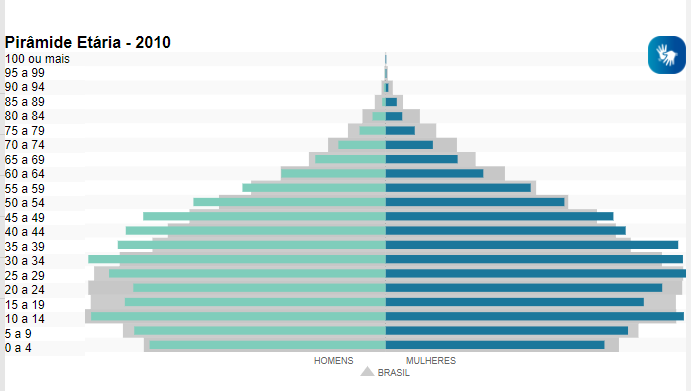 Pirâmide Etária - 2010
100 ou mais
95 a 99
90 a 94
85 a 89
80 a 84
75 a 79
70 a 74
65 a 69
60 a 64
55 a 59
50 a 54
45 a 49
40 a 44
35 a 39
30 a 34
25 a 29
20 a 24
15 a 19
10 a 14
5 a 9
0 a 4
HOMENS MULHERES
BRASIL